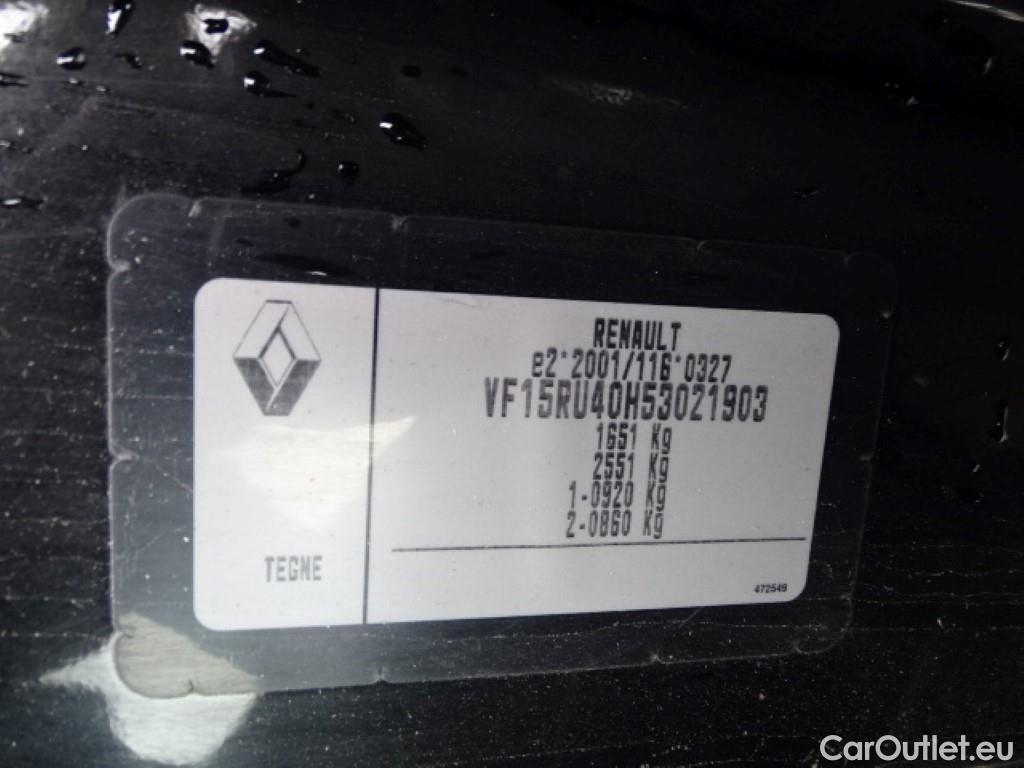 RENAULT
e2*2001/116*0327
VF15RU40H53021903
1651 Kg
2551 Kg
1-0920 Kg
2-0860 Kg
TEGNE
472549
CarOutlet.eu